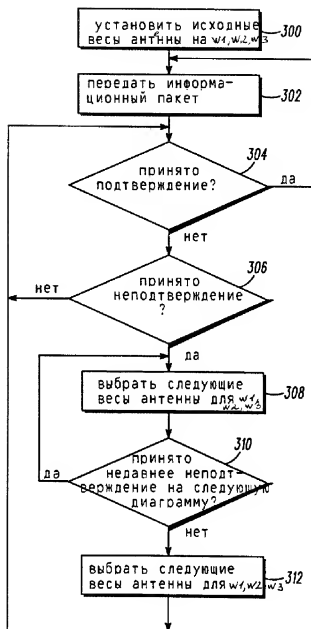 установить исходные
весы антенны на w1,w2,w3
300
передать информа-
ционный пакет
302
принято
подтверждение?
304
да
нет
принято
неподтверждение
?
306
нет
да
выбрать следующие
весы антенны для w1,
w2,w3
308
принято
недавнее неподт-
верждение на следующую
диаграмму?
310
да
нет
выбрать следующие
весы антенны для w1,w2,w3
312